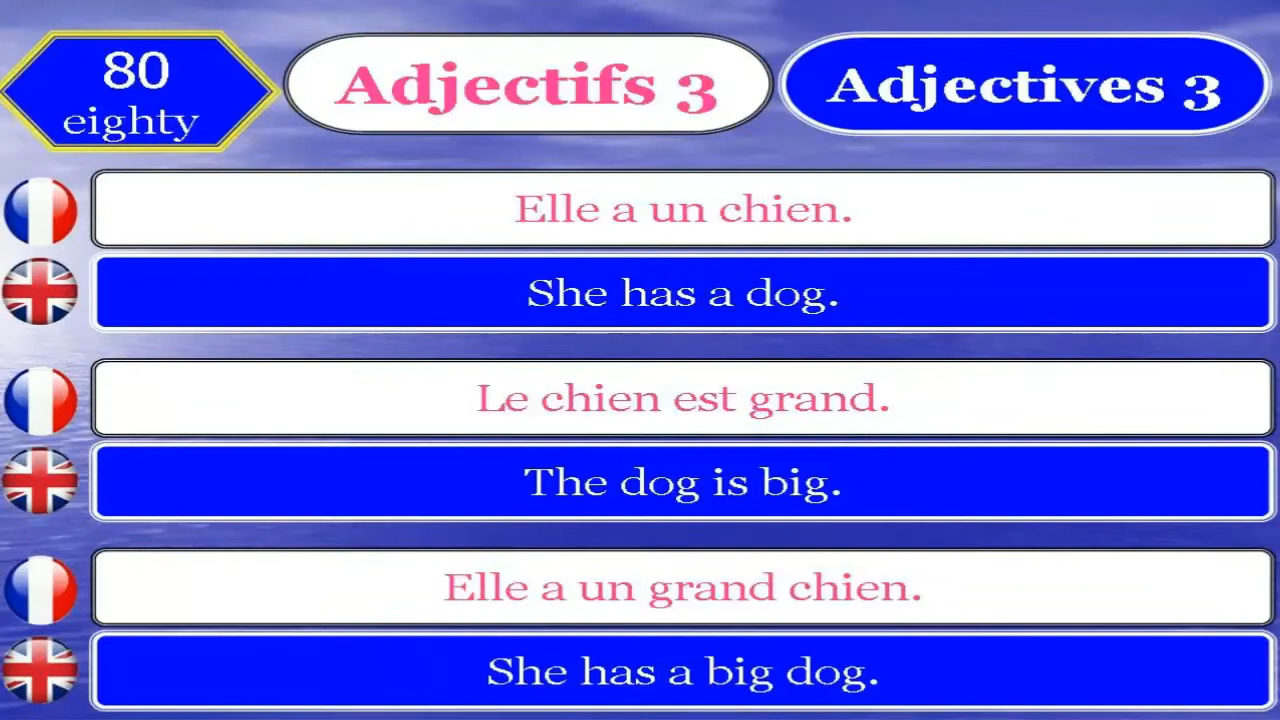 80
eighty
Adjectifs 3
Adjectives 3
Elle a un chien.
She has a dog.
Le chien est grand.
The dog is big.
Elle a un grand chien.
She has a big dog.